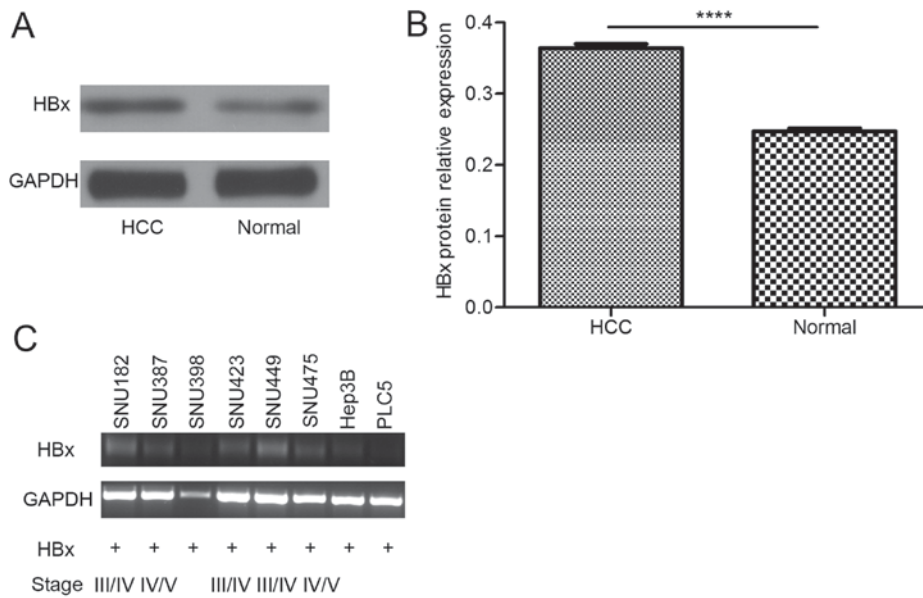 A
HBx
GAPDH
HCC Normal
B
HBx protein relative expression
0.4
0.3
0.2
0.1
0.0
****
HCC Normal
C
SNU182 SNU387 SNU398 SNU423 SNU449 SNU475 Hep3B PLC5
HBx
GAPDH
HBx + + + + + + + +
Stage III/IV IV/V III/IV III/IV IV/V